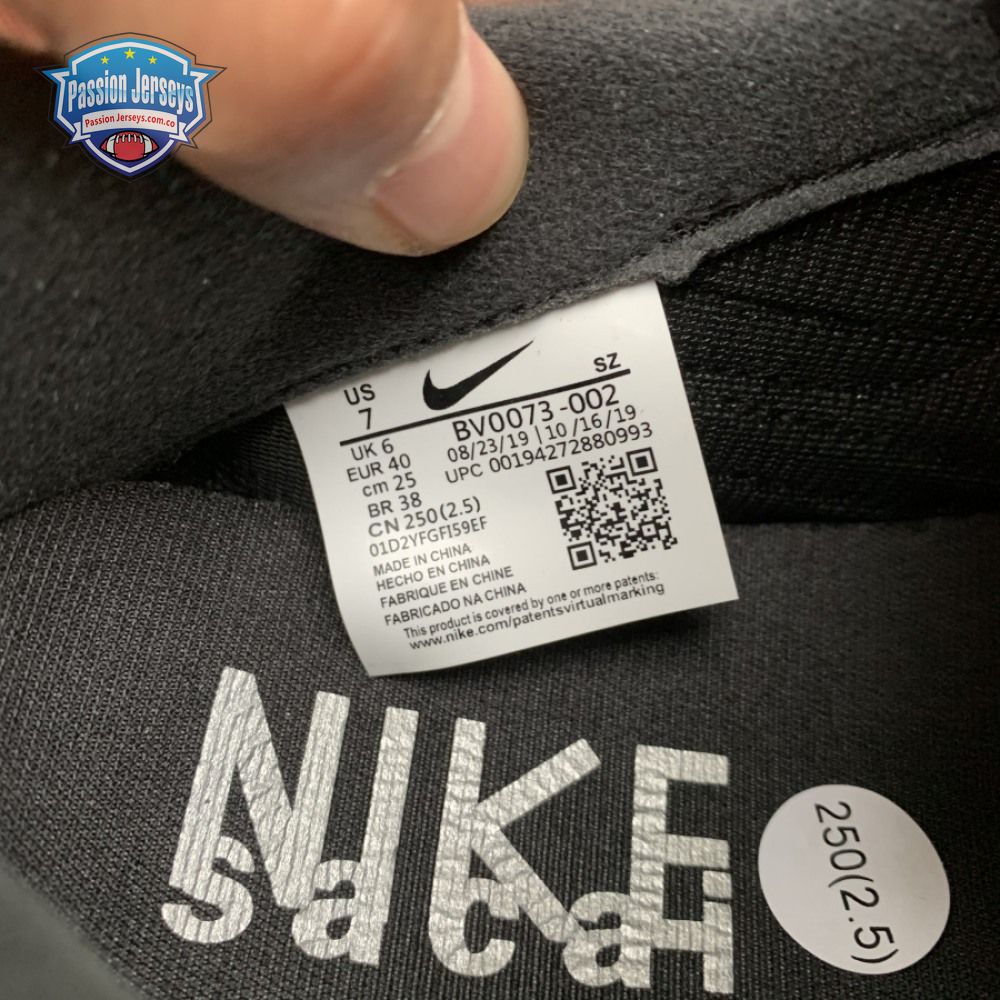 Passion Jerseys
Passion Jerseys.com.co
US
7
SZ
BV0073-002
UK 6
08/23/19 | 10/16/19
EUR 40
UPC 00194272880993
cm 25
BR 38
CN 250(2.5)
01D2YFGFI59EF
MADE IN CHINA
HECHO EN CHINA
FABRIQUE EN CHINE
FABRICADO NA CHINA
This product is covered by one or more patents:
www.nike.com/patentsvirtualmarking
NIKE
sacai
250(2.5)